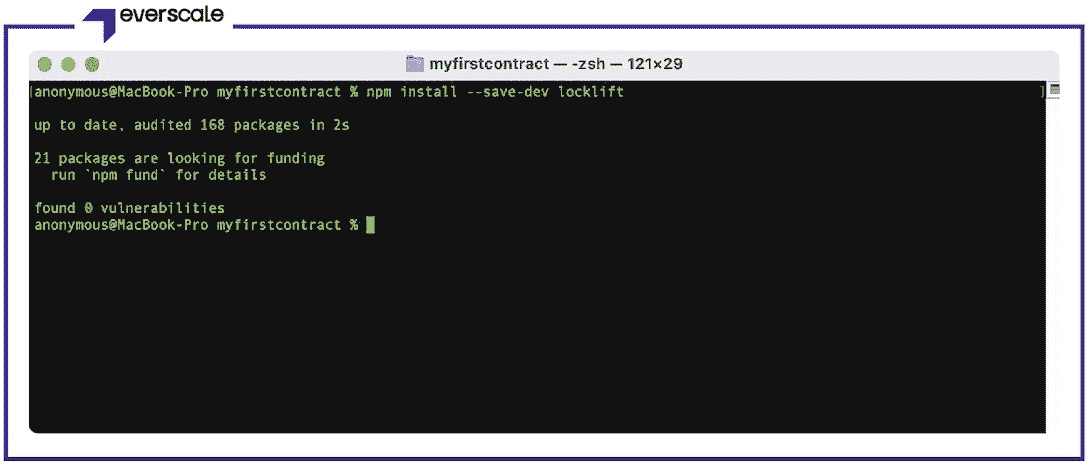 everscale
myfirstcontract — -zsh — 121×29
[anonymous@MacBook-Pro myfirstcontract % npm install --save-dev locklift ]
up to date, audited 168 packages in 2s
21 packages are looking for funding
run `npm fund` for details
found 0 vulnerabilities
anonymous@MacBook-Pro myfirstcontract %